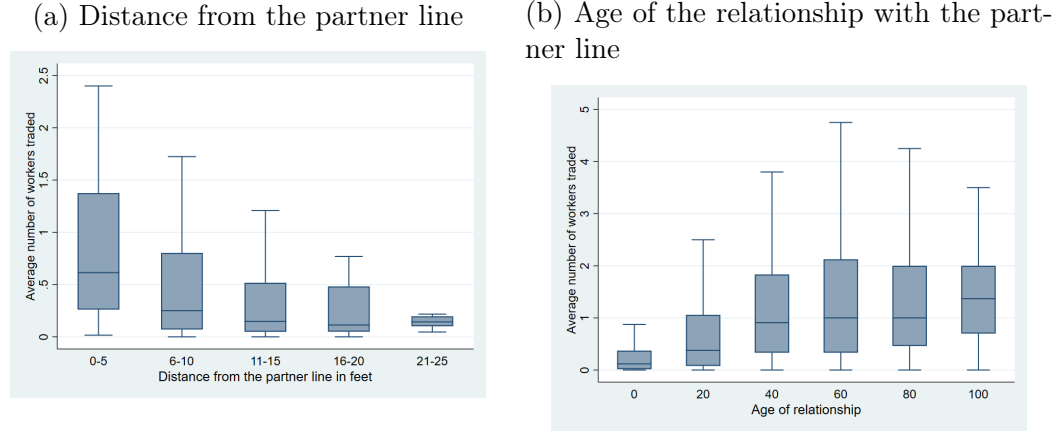 (a) Distance from the partner line
Average number of workers traded
2.5
2
1.5
1
.5
0
0-5 6-10 11-15 16-20 21-25
Distance from the partner line in feet
(b) Age of the relationship with the part-
ner line
Average number of workers traded
5
4
3
2
1
0
0 20 40 60 80 100
Age of relationship